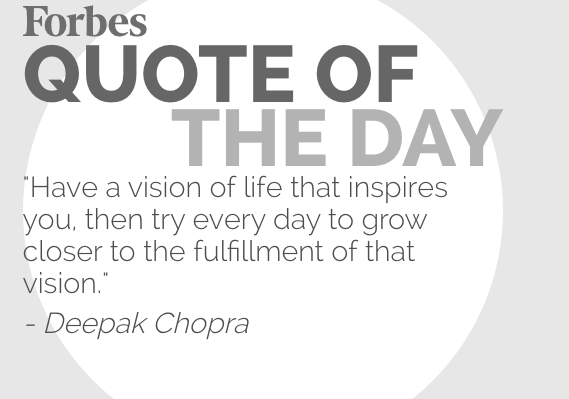 Forbes
QUOTE OF
THE DAY
"Have a vision of life that inspires
you, then try every day to grow
closer to the fulfillment of that
vision."
- Deepak Chopra